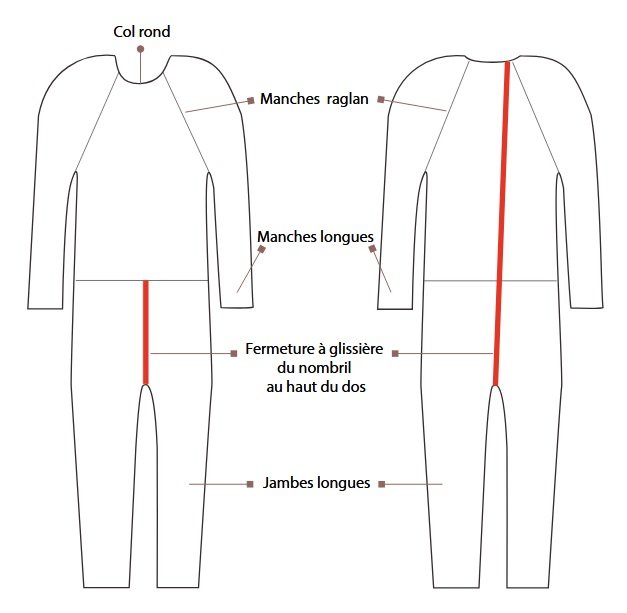 Col rond
Manches raglan
Manches longues
Fermeture à glissière
du nombril
au haut du dos
Jambes longues